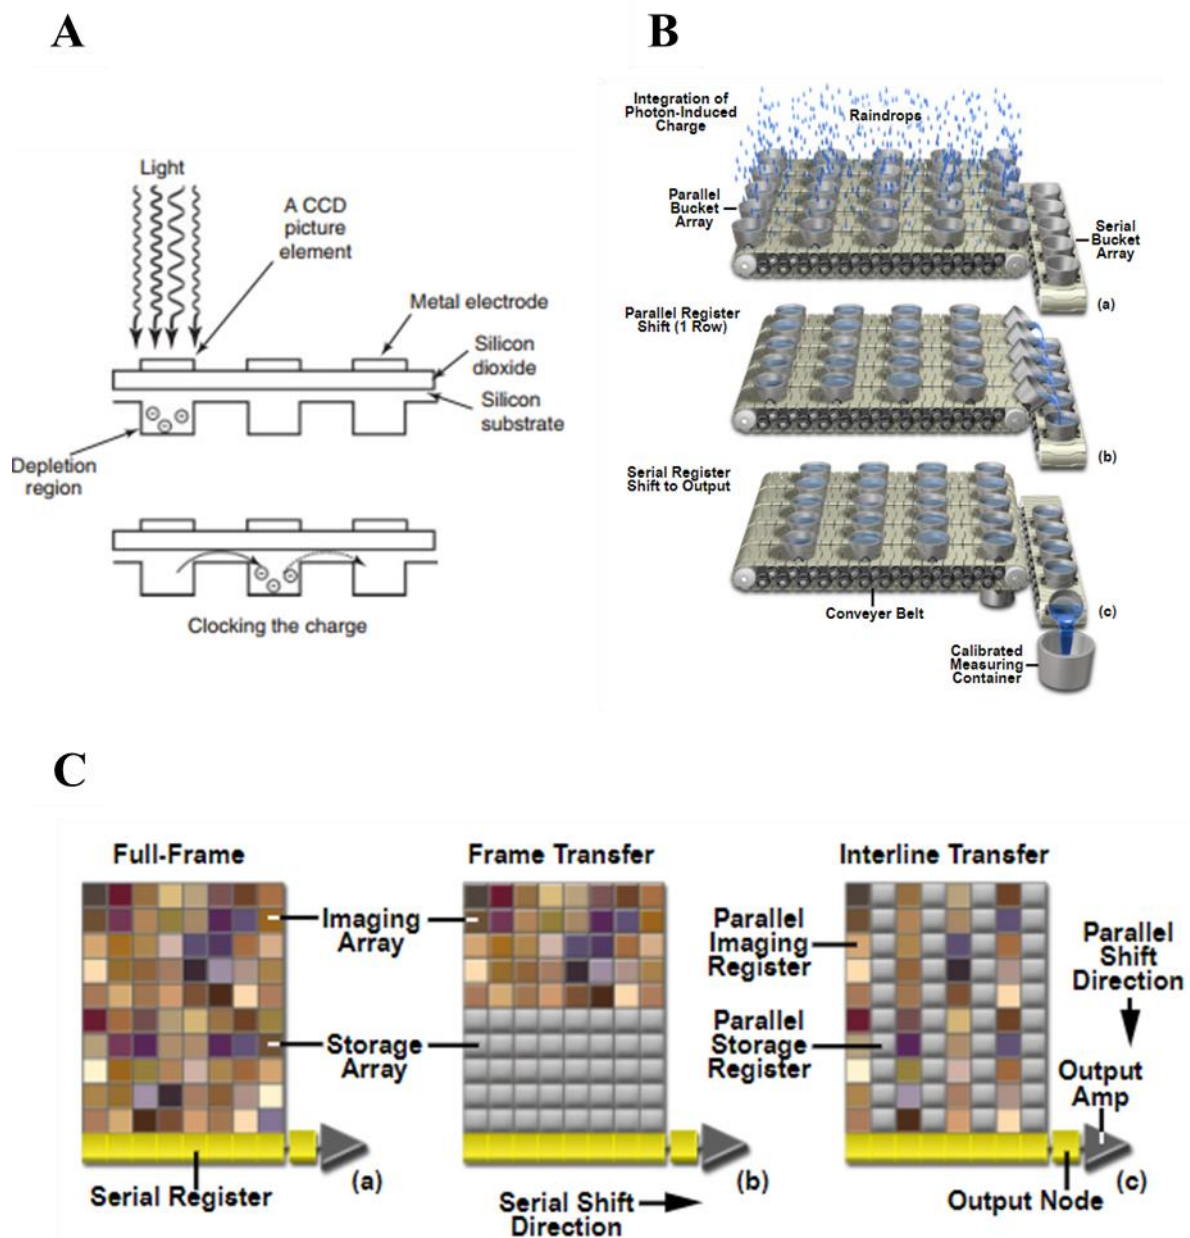 A
B
Light
A CCD
picture
element
Metal electrode
Silicon
dioxide
Silicon
substrate
Depletion
region
Clocking the charge
Integration of
Photon-Induced
Charge
Raindrops
Parallel
Bucket
Array
Serial
Bucket
Array
(a)
Parallel Register
Shift (1 Row)
(b)
Serial Register
Shift to Output
Conveyer Belt
(c)
Calibrated
Measuring
Container
C
Full-Frame
Frame Transfer
Interline Transfer
Imaging
Array
Parallel
Imaging
Register
Parallel
Shift
Direction
Storage
Array
Parallel
Storage
Register
Output
Amp
Serial Register
(a)
Serial Shift
Direction
(b)
Output Node
(c)